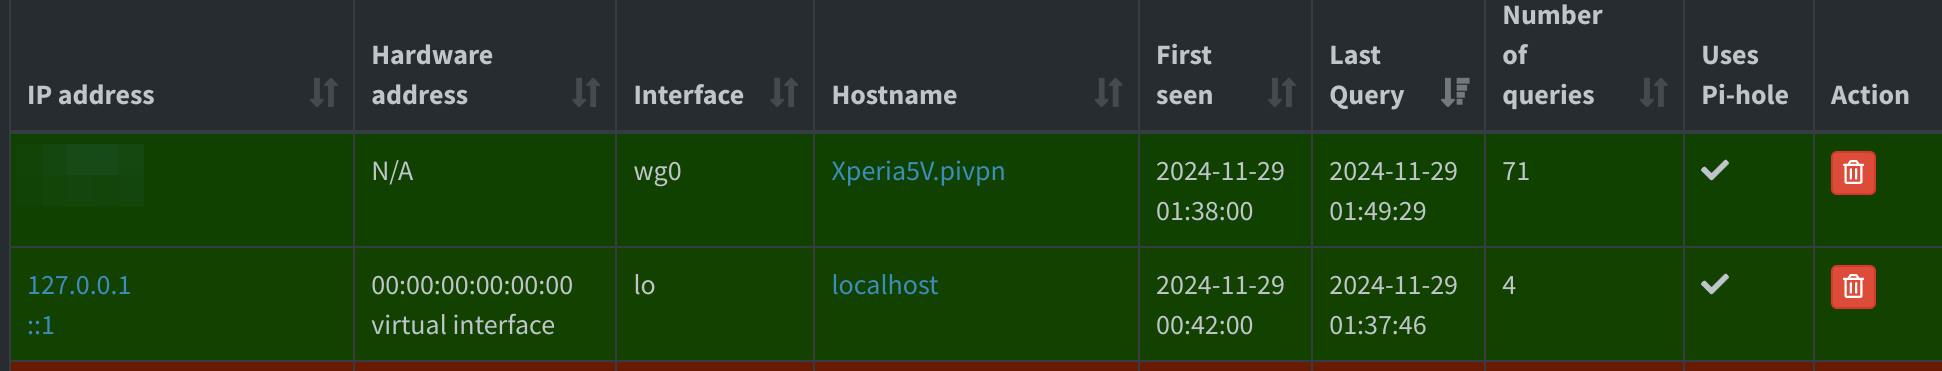 IP address
Hardware
address
Interface
Hostname
First
seen
Last
Query
Number
of
queries
Uses
Pi-hole
Action
N/A
wg0
Xperia5V.pivpn
2024-11-29
01:38:00
2024-11-29
01:49:29
71
127.0.0.1
::1
00:00:00:00:00:00
virtual interface
lo
localhost
2024-11-29
00:42:00
2024-11-29
01:37:46
4